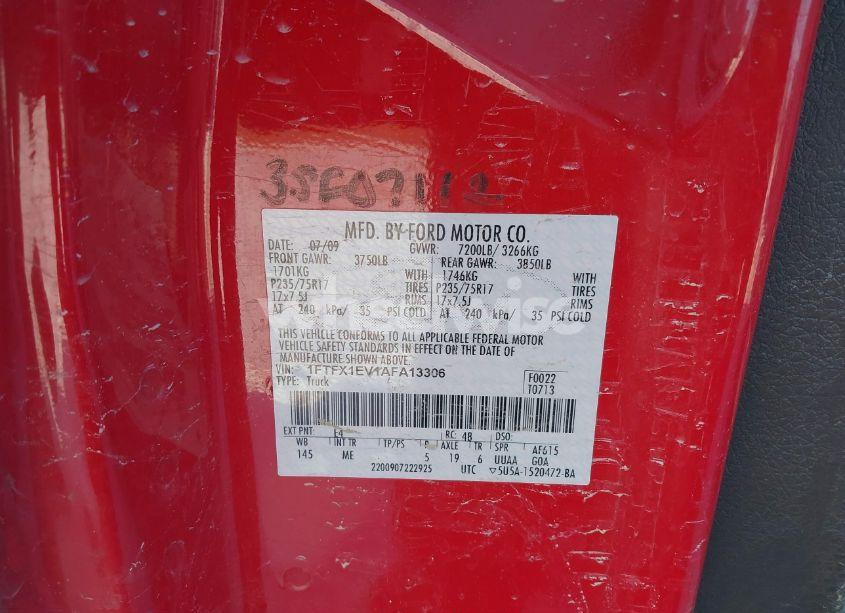 MFD. BY FORD MOTOR CO.
DATE: 07/09 GVWR: 7200LB/ 3266KG
FRONT GAWR: 3750LB REAR GAWR: 3850LB
1701KG WITH 1746KG WITH
P235/75R17 TIRES P235/75R17 TIRES
17x7.5J RIMS 17x7.5J RIMS
AT 240 kPa/ 35 PSI COLD AT 240 kPa/ 35 PSI COLD
THIS VEHICLE CONFORMS TO ALL APPLICABLE FEDERAL MOTOR
VEHICLE SAFETY STANDARDS IN EFFECT ON THE DATE OF
MANUFACTURE SHOWN ABOVE.
VIN: 1FTFX1EV1AFA13306 F0022
TYPE: Truck T0713
EXT PNT: E4 RC: 48 DSO:
WB INT TR TP/PS R AXLE TR SPR AF615
145 ME 5 19 6 UUAA GOA
2200907222925 UTC ▽5U5A-1520472-BA